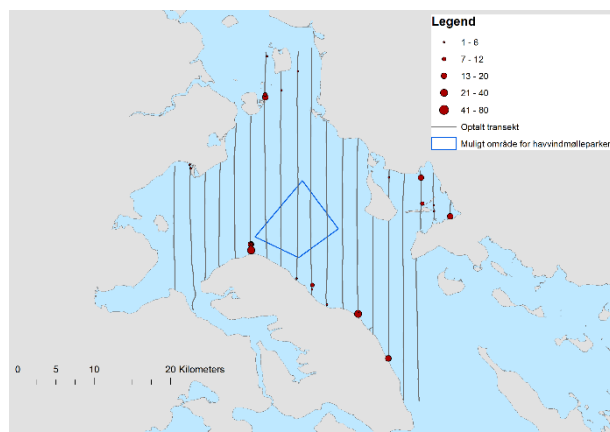 Legend
1 - 6
7 - 12
13 - 20
21 - 40
41 - 80
Optalt transekt
Muligt område for havvindmølleparker
0 5 10 20 Kilometers